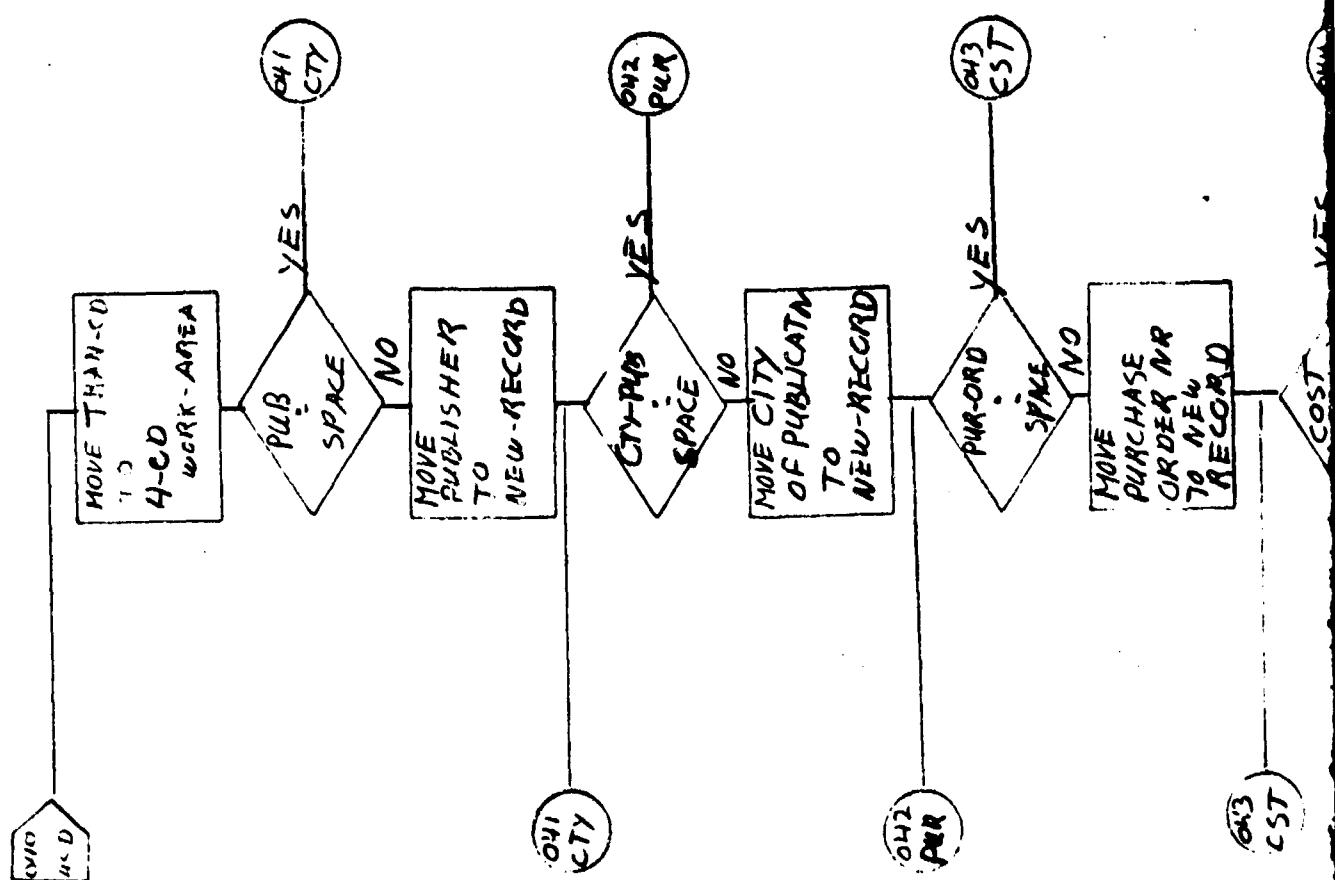 MOVE
TO
4-CD
WORK-AREA
PUB
:
SPACE
YES
041
CTY
NO
MOVE
PUBLISHER
TO
NEW-RECORD
041
CTY
CTY-PUB
:
SPACE
YES
042
PUR
NO
MOVE CITY
OF PUBLICATN
TO
NEW-RECORD
042
PUR
PUR-ORD
:
SPACE
YES
043
CST
NO
MOVE
PURCHASE
ORDER NR
TO NEW
RECORD
043
CST
COST
YES